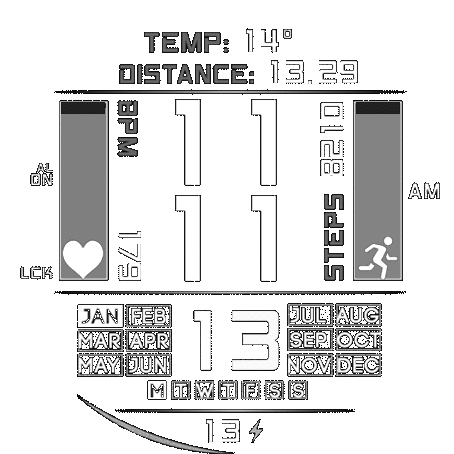 TEMP: 14°
DISTANCE: 13.29
BPM 179
11
STEPS 8210
AL ON
AM
11
LCK
JAN FEB
MAR APR
MAY JUN
13
JUL AUG
SEP OCT
NOV DEC
M T W T F S S
13